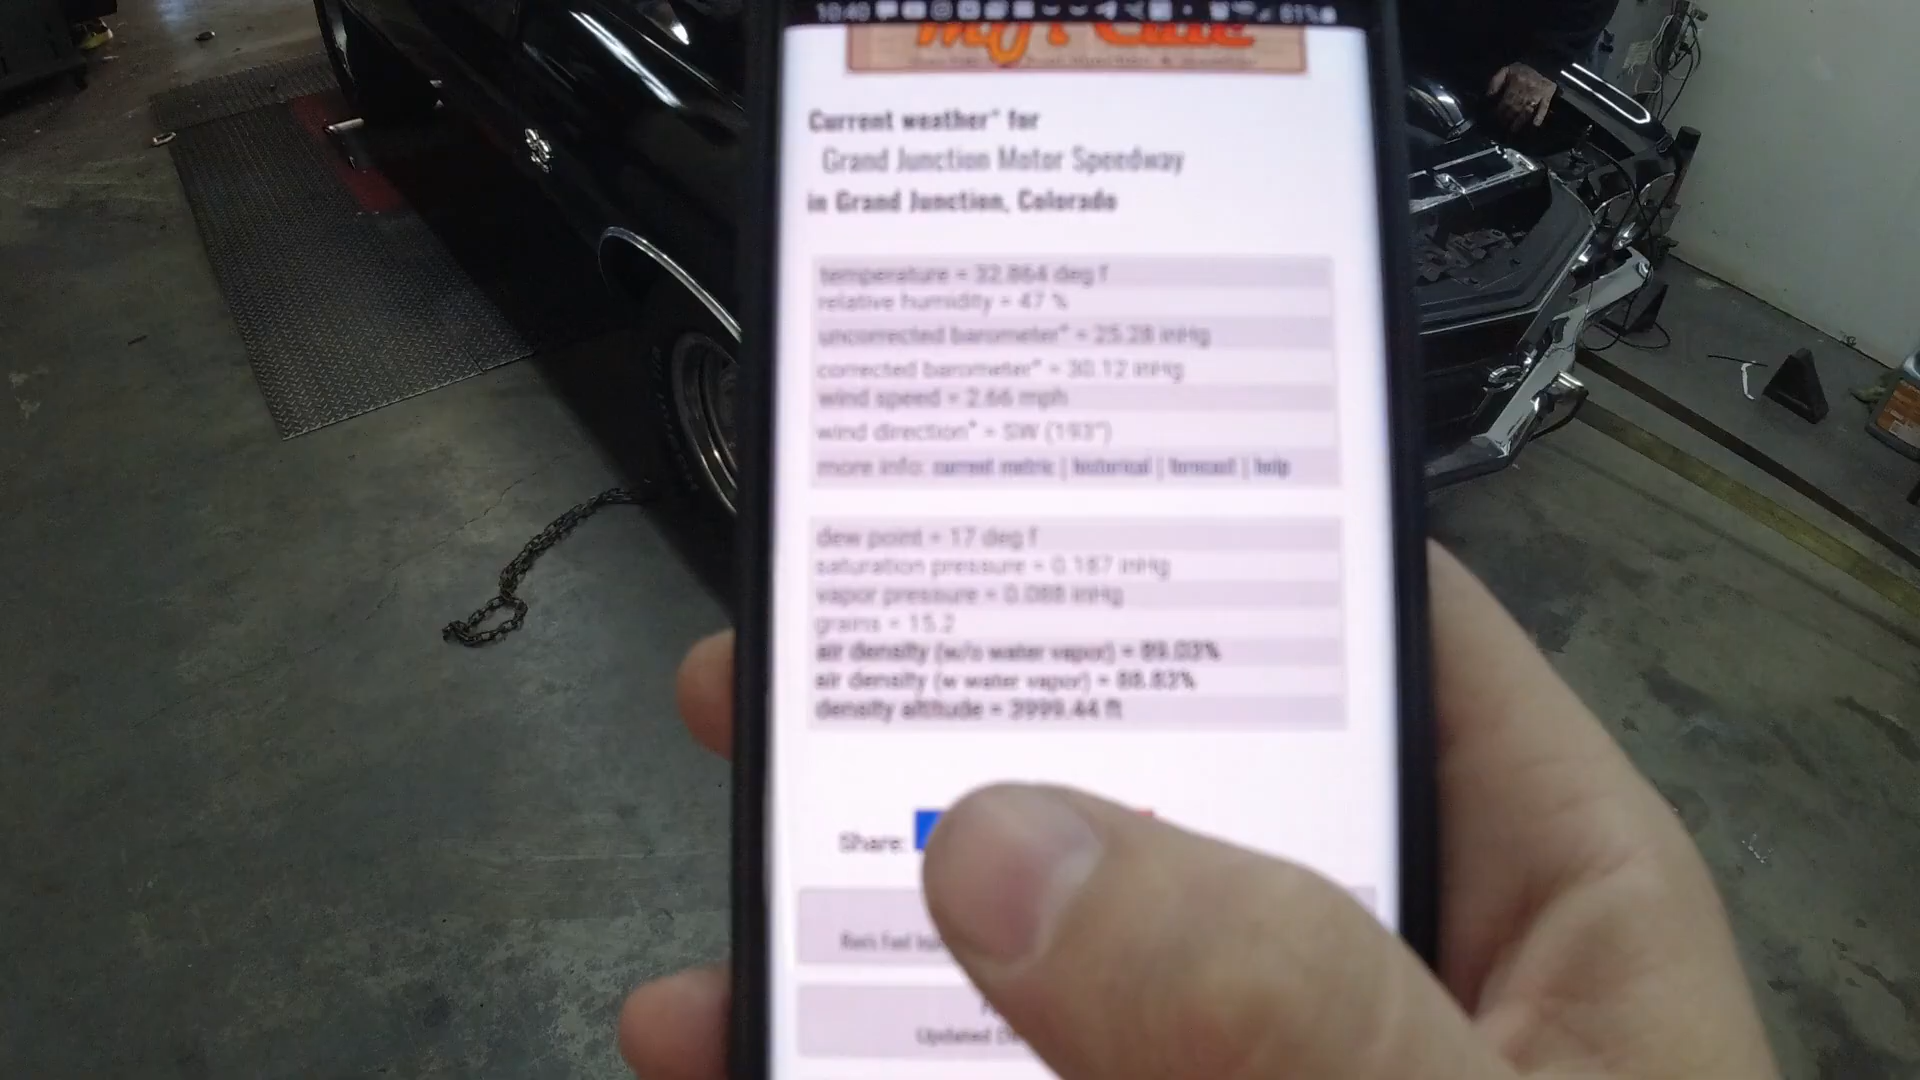 10:40 81%
Current weather* for
Grand Junction Motor Speedway
in Grand Junction, Colorado
temperature = 32.864 deg f
relative humidity = 47 %
uncorrected barometer* = 25.28 inHg
corrected barometer* = 30.12 inHg
wind speed = 2.66 mph
wind direction* = SW (193°)
more info: current metric | historical | forecast | help
dew point = 17 deg f
saturation pressure = 0.187 inHg
vapor pressure = 0.088 inHg
grains = 15.2
air density (w/o water vapor) = 89.03%
air density (w water vapor) = 88.83%
density altitude = 3999.44 ft
Share:
Updated